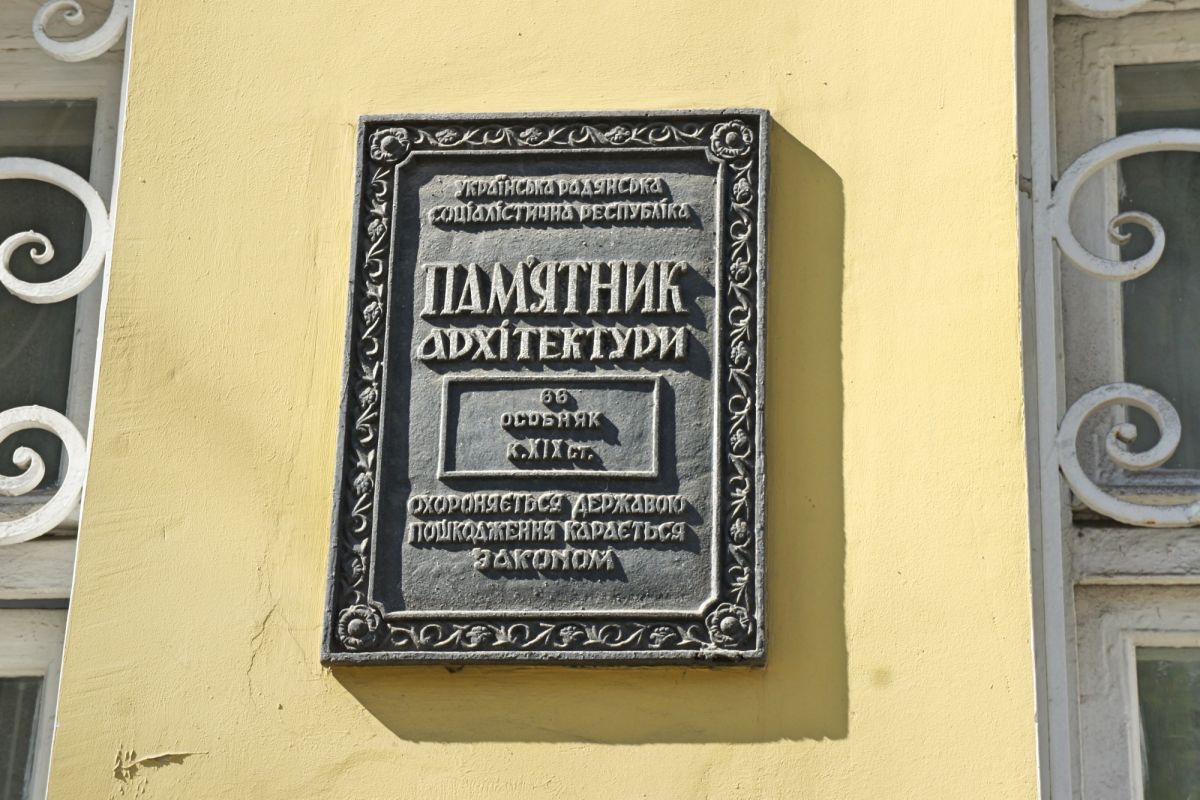 УКРАЇНСЬКА РАДЯНСЬКА
СОЦІАЛІСТИЧНА РЕСПУБЛІКА
ПАМ'ЯТНИК
АРХІТЕКТУРИ
66
ОСОБНЯК
К. XIX СТ.
ОХОРОНЯЄТЬСЯ ДЕРЖАВОЮ
ПОШКОДЖЕННЯ КАРАЄТЬСЯ
ЗАКОНОМ